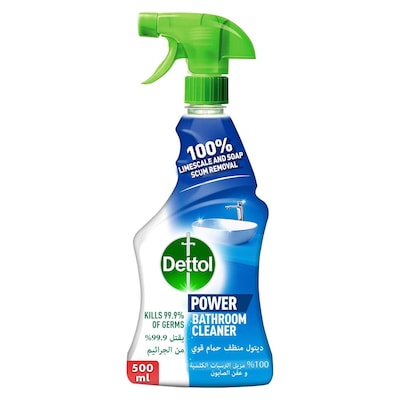 100%
LIMESCALE AND SOAP
SCUM REMOVAL
Dettol
KILLS 99.9%
OF GERMS
يقتل 99.9%
من الجراثيم
POWER
BATHROOM
CLEANER
ديتول منظف حمام قوي
100% مزيل الترسبات الكلسية
و عفن الصابون
500
ml